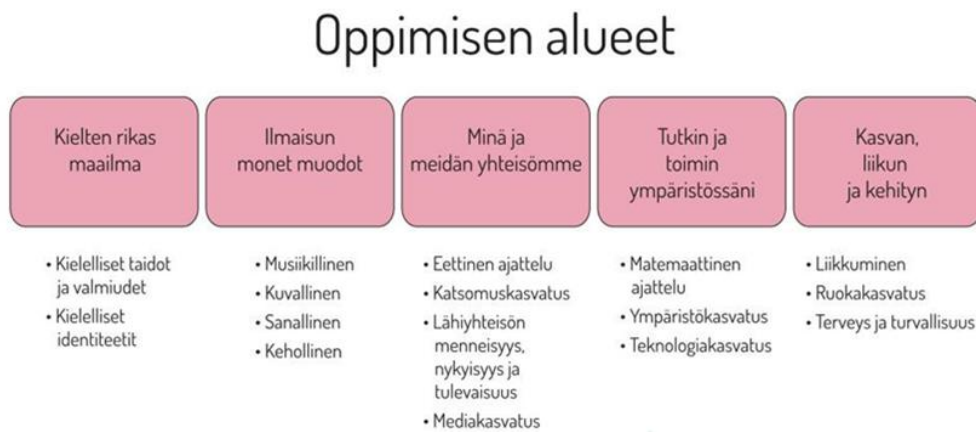 Oppimisen alueet
Kielten rikas
maailma
Ilmaisun
monet muodot
Minä ja
meidän yhteisömme
Tutkin ja
toimin
ympäristössäni
Kasvan,
liikun
ja kehityn
• Kielelliset taidot
ja valmiudet
• Kielelliset
identiteetit
• Musiikillinen
• Kuvallinen
• Sanallinen
• Kehollinen
• Eettinen ajattelu
• Katsomuskasvatus
• Lähiyhteisön
menneisyys,
nykyisyys ja
tulevaisuus
• Mediakasvatus
• Matemaattinen
ajattelu
• Ympäristökasvatus
• Teknologiakasvatus
• Liikkuminen
• Ruokakasvatus
• Terveys ja turvallisuus